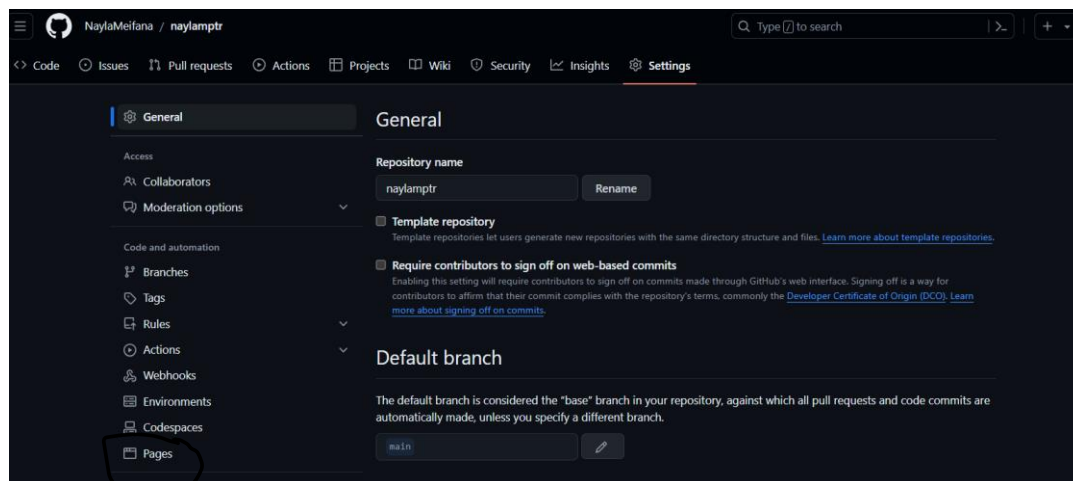 NaylaMeifana / naylamptr
Type / to search
Code Issues Pull requests Actions Projects Wiki Security Insights Settings
General
Access
Collaborators
Moderation options
Code and automation
Branches
Tags
Rules
Actions
Webhooks
Environments
Codespaces
Pages
General
Repository name
naylamptr Rename
Template repository
Template repositories let users generate new repositories with the same directory structure and files. Learn more about template repositories.
Require contributors to sign off on web-based commits
Enabling this setting will require contributors to sign off on commits made through GitHub's web interface. Signing off is a way for
contributors to affirm that their commit complies with the repository's terms, commonly the Developer Certificate of Origin (DCO). Learn
more about signing off on commits.
Default branch
The default branch is considered the "base" branch in your repository, against which all pull requests and code commits are
automatically made, unless you specify a different branch.
main